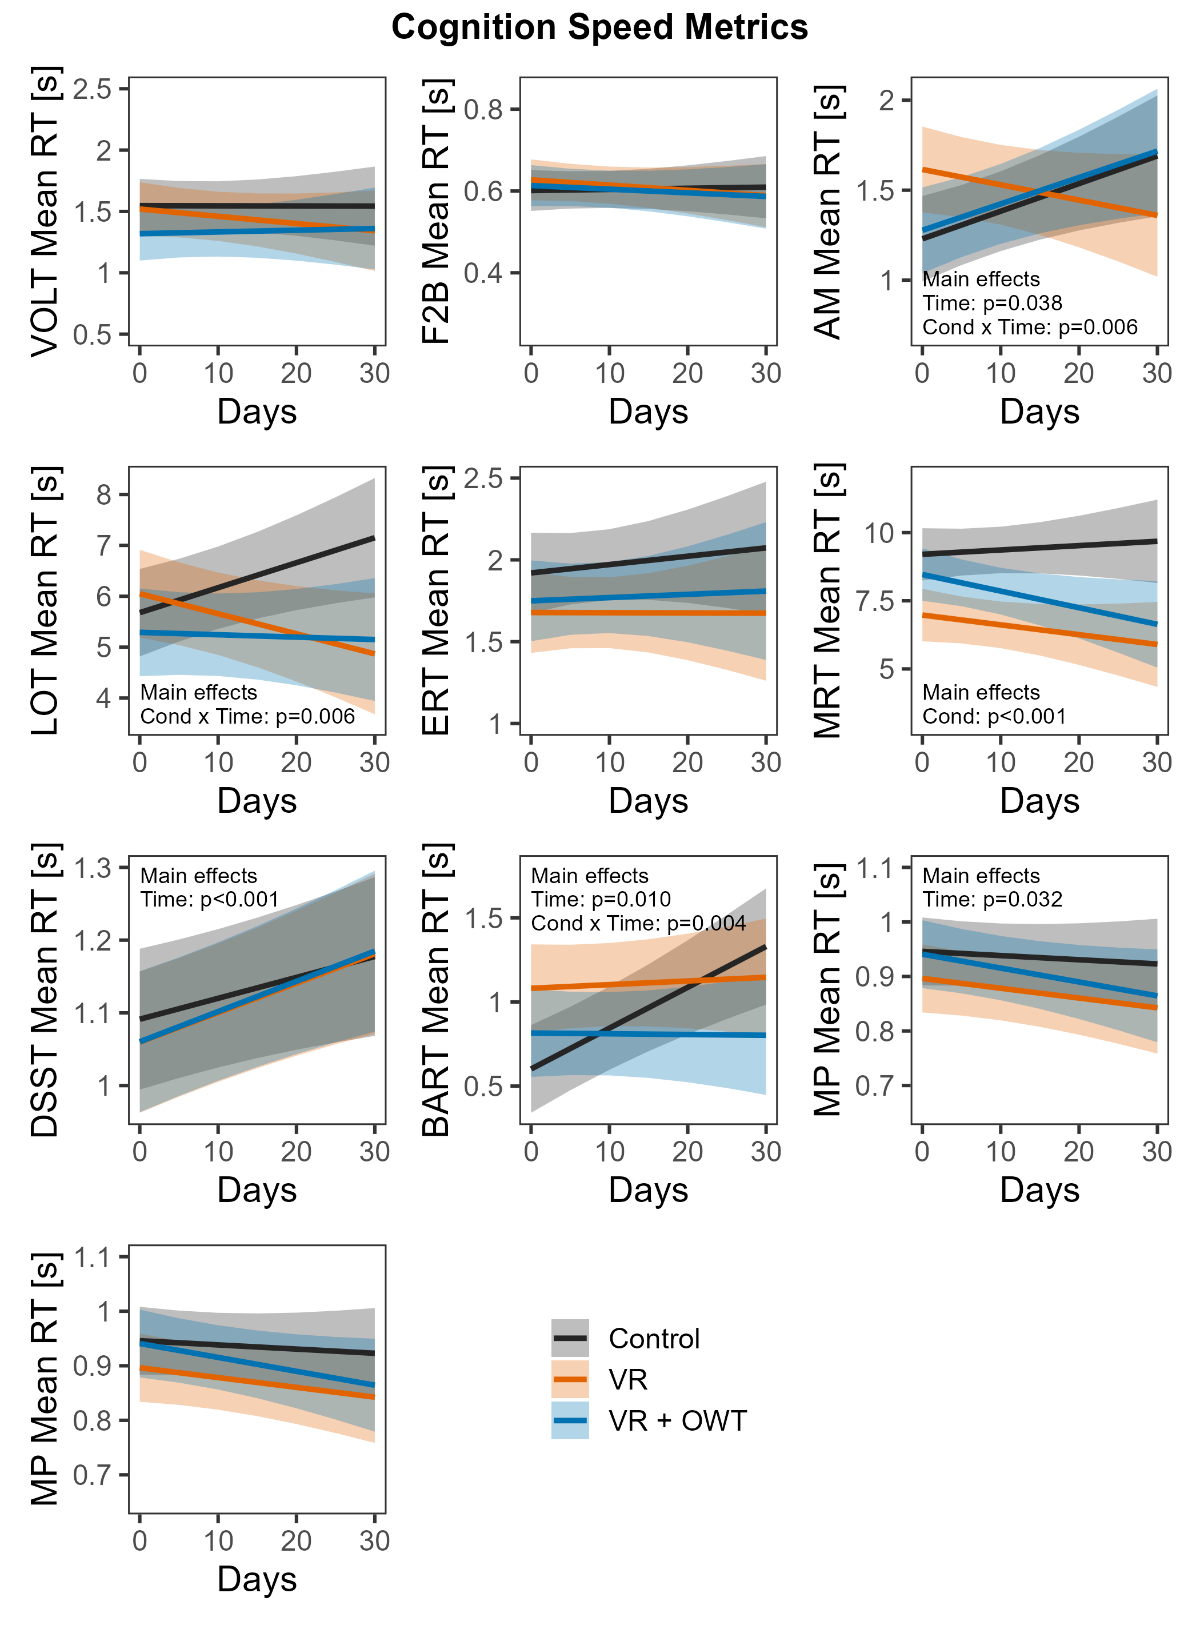 Cognition Speed Metrics
VOLT Mean RT [s]
2.5
2
1.5
1
0.5
0 10 20 30
Days
F2B Mean RT [s]
0.8
0.6
0.4
0 10 20 30
Days
AM Mean RT [s]
2
1.5
1
Main effects
Time: p=0.038
Cond x Time: p=0.006
0 10 20 30
Days
LOT Mean RT [s]
8
7
6
5
4
Main effects
Cond x Time: p=0.006
0 10 20 30
Days
ERT Mean RT [s]
2.5
2
1.5
1
0 10 20 30
Days
MRT Mean RT [s]
10
7.5
5
Main effects
Cond: p<0.001
0 10 20 30
Days
DSST Mean RT [s]
1.3
1.2
1.1
1
Main effects
Time: p<0.001
0 10 20 30
Days
BART Mean RT [s]
1.5
1
0.5
Main effects
Time: p=0.010
Cond x Time: p=0.004
0 10 20 30
Days
MP Mean RT [s]
1.1
1
0.9
0.8
0.7
Main effects
Time: p=0.032
0 10 20 30
Days
MP Mean RT [s]
1.1
1
0.9
0.8
0.7
0 10 20 30
Days
Control
VR
VR + OWT